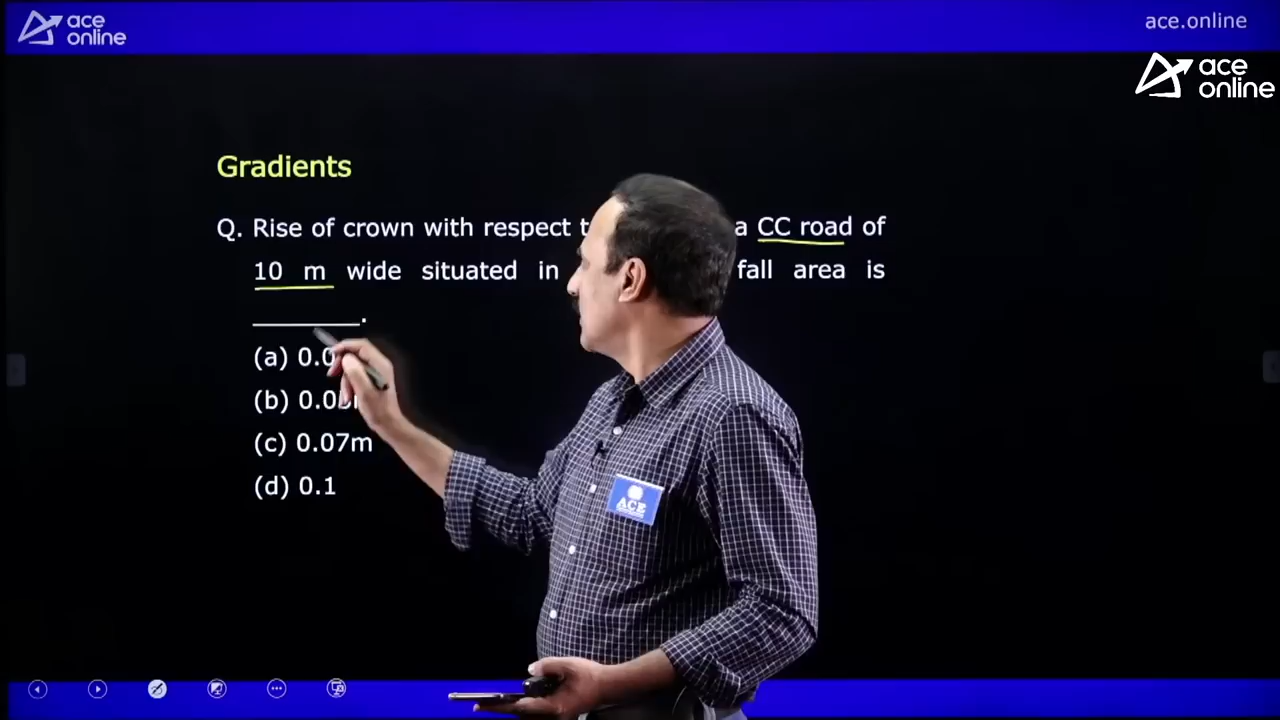 ace
online
ace.online
ace
online
Gradients
Q. Rise of crown with respect a CC road of
10 m wide situated in fall area is
.
(a) 0.0
(b) 0.0
(c) 0.07m
(d) 0.1
ACE